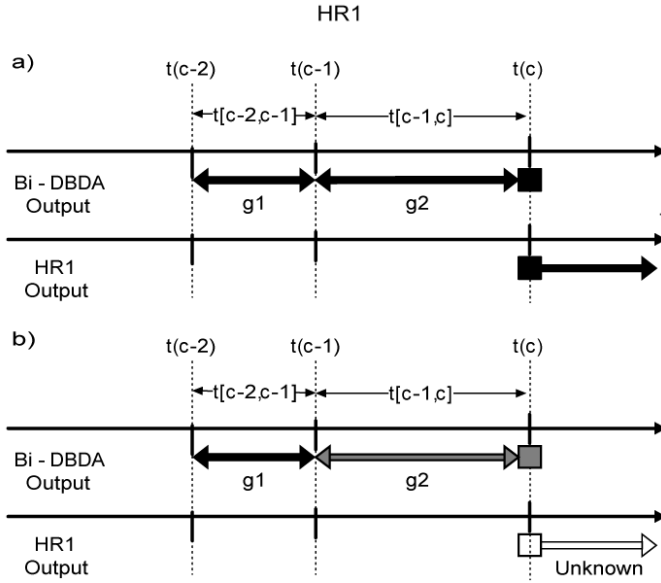 HR1
a)
t(c-2) t(c-1) t(c)
t[c-2,c-1] t[c-1,c]
Bi - DBDA
Output
g1 g2
HR1
Output
b)
t(c-2) t(c-1) t(c)
t[c-2,c-1] t[c-1,c]
Bi - DBDA
Output
g1 g2
HR1
Output
Unknown